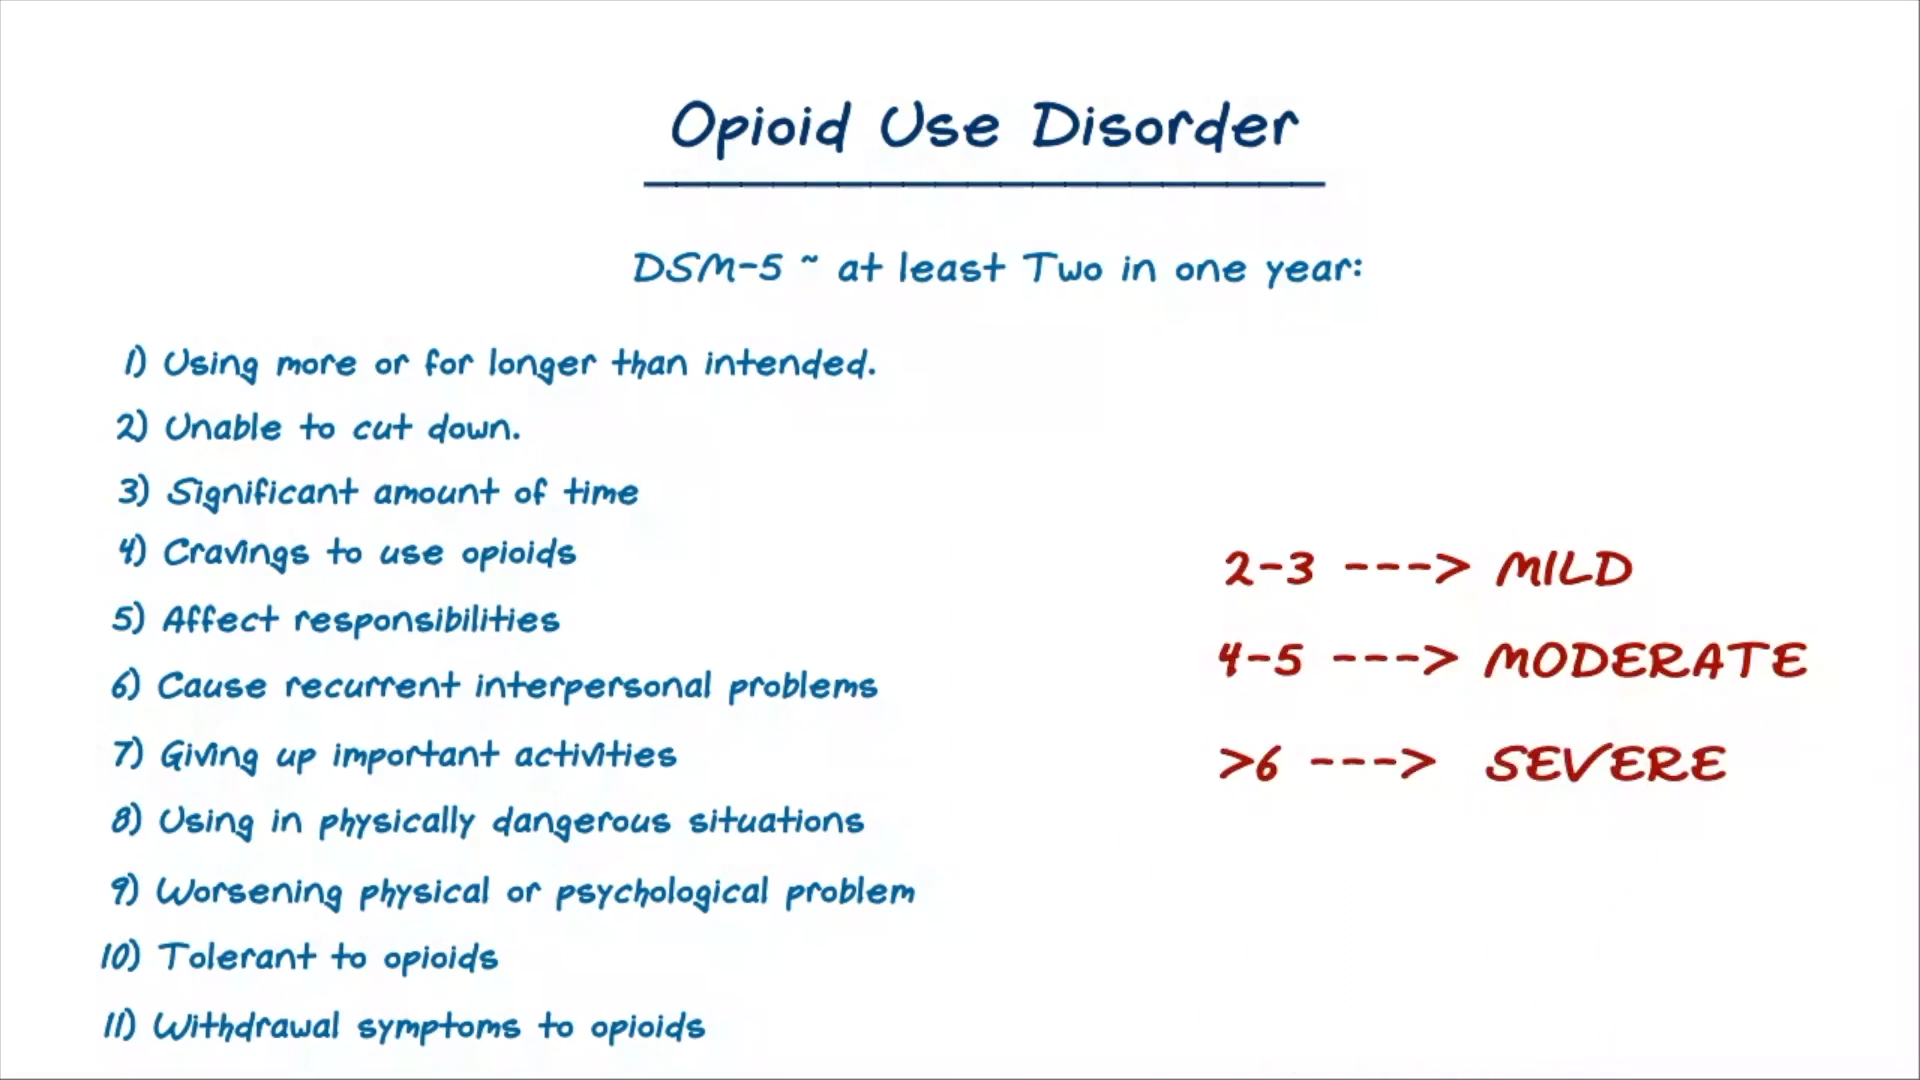 Opioid Use Disorder
DSM-5 ~ at least Two in one year:
1) Using more or for longer than intended.
2) Unable to cut down.
3) Significant amount of time
4) Cravings to use opioids
5) Affect responsibilities
6) Cause recurrent interpersonal problems
7) Giving up important activities
8) Using in physically dangerous situations
9) Worsening physical or psychological problem
10) Tolerant to opioids
11) Withdrawal symptoms to opioids
2-3 ---> MILD
4-5 ---> MODERATE
>6 ---> SEVERE